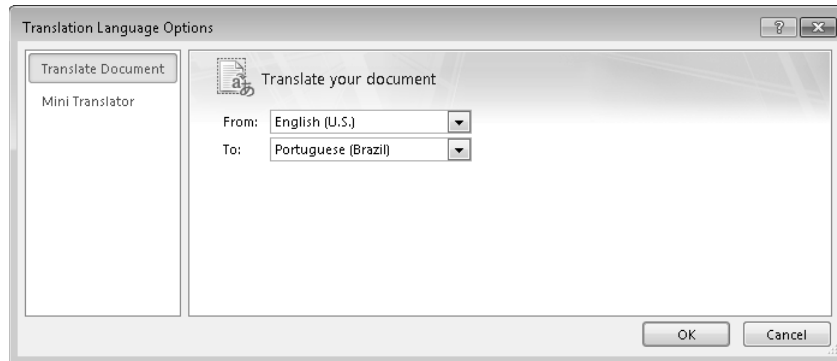 Translation Language Options
Translate Document
Mini Translator
Translate your document
From: English (U.S.)
To: Portuguese (Brazil)
OK Cancel